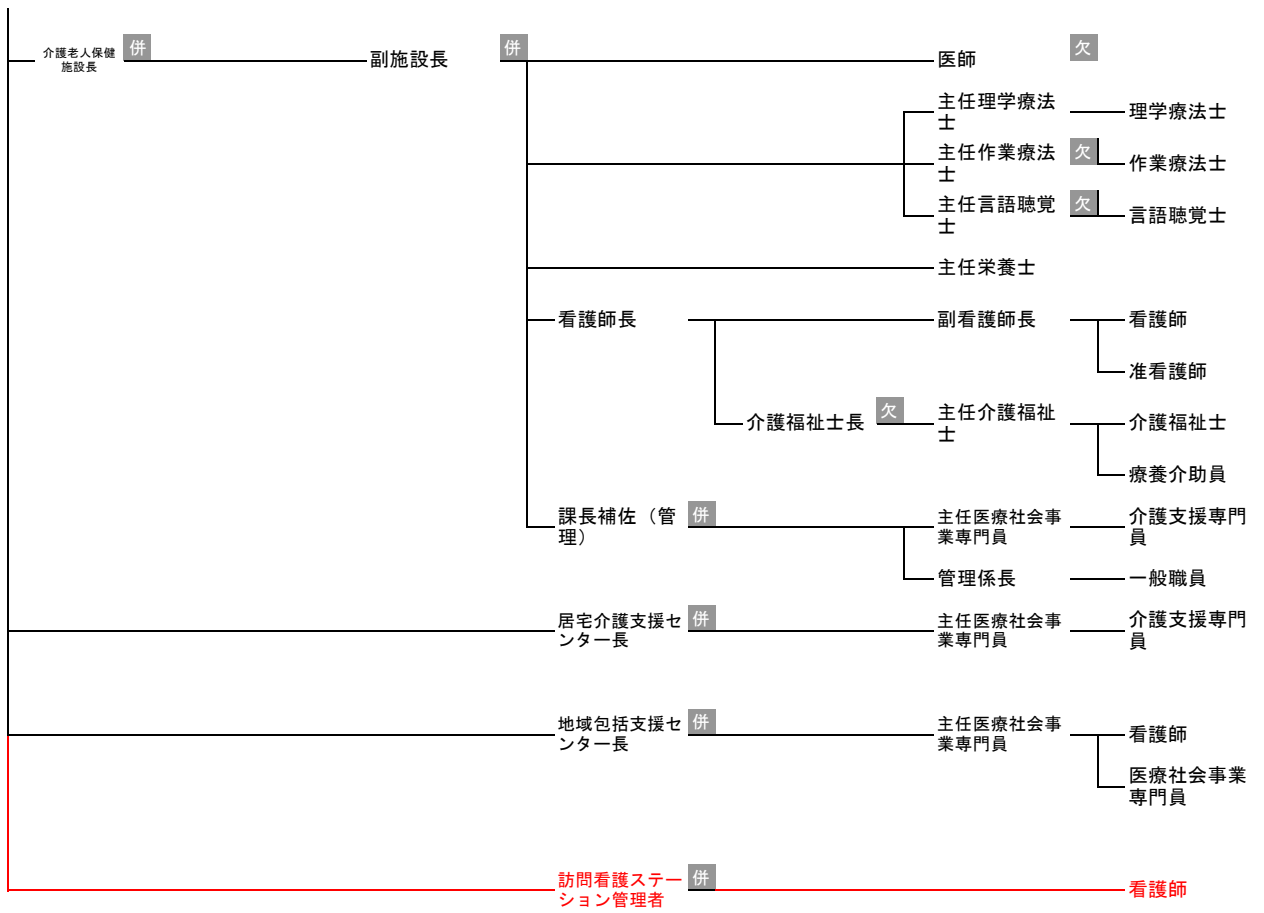 介護老人保健
施設長
併
副施設長
併
医師
欠
主任理学療法
士
理学療法士
主任作業療法
士
欠
作業療法士
主任言語聴覚
士
欠
言語聴覚士
主任栄養士
看護師長
副看護師長
看護師
准看護師
介護福祉士長
欠
主任介護福祉
士
介護福祉士
療養介助員
課長補佐（管
理）
併
主任医療社会事
業専門員
介護支援専門
員
管理係長
一般職員
居宅介護支援セ
ンター長
併
主任医療社会事
業専門員
介護支援専門
員
地域包括支援セ
ンター長
併
主任医療社会事
業専門員
看護師
医療社会事業
専門員
訪問看護ステー
ション管理者
併
看護師